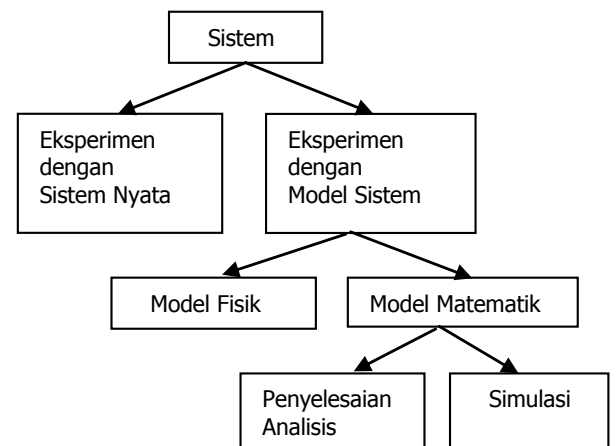 Sistem
Eksperimen
dengan
Sistem Nyata
Eksperimen
dengan
Model Sistem
Model Fisik
Model Matematik
Penyelesaian
Analisis
Simulasi